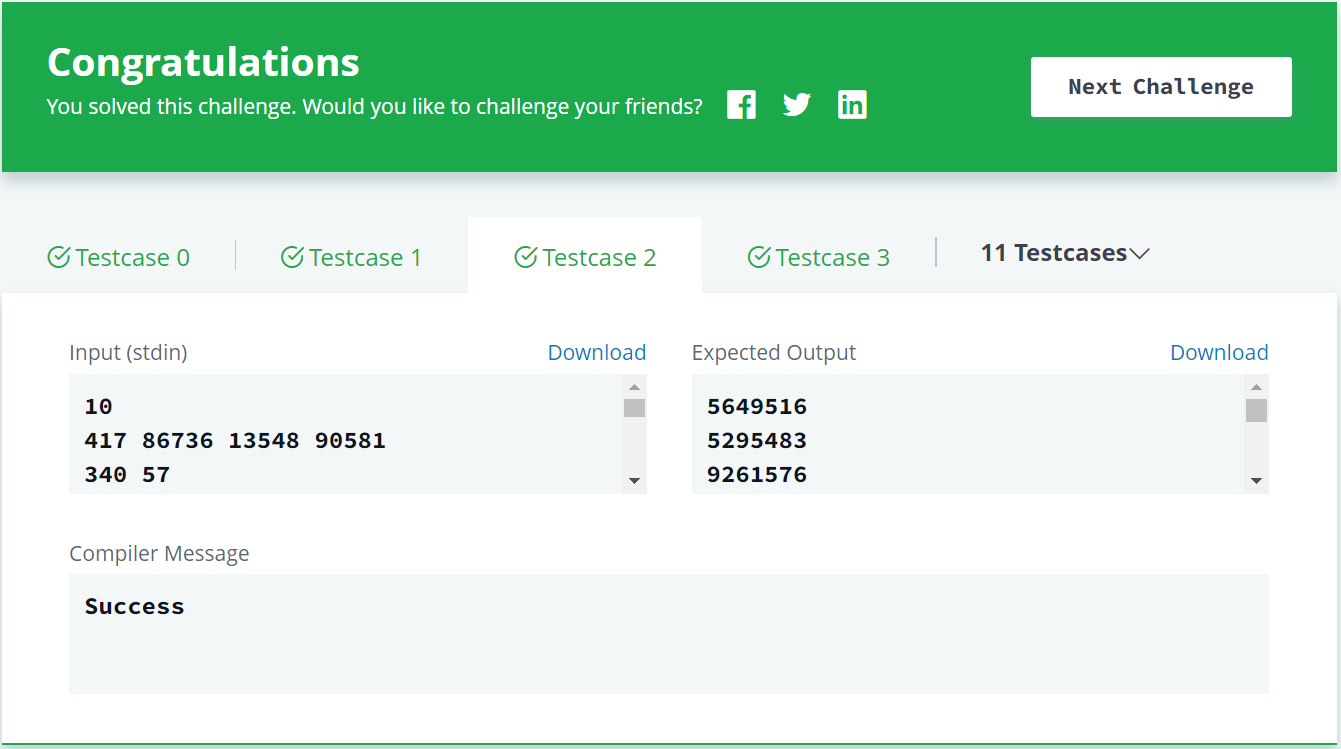 Congratulations
You solved this challenge. Would you like to challenge your friends?
Next Challenge
Testcase 0
Testcase 1
Testcase 2
Testcase 3
11 Testcases
Input (stdin)
Download
Expected Output
Download
10
417 86736 13548 90581
340 57
5649516
5295483
9261576
Compiler Message
Success